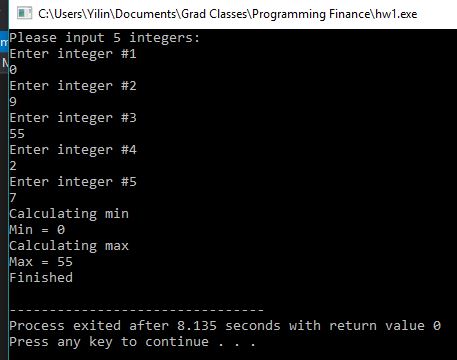 C:\Users\Yilin\Documents\Grad Classes\Programming Finance\hw1.exe
Please input 5 integers:
Enter integer #1
0
Enter integer #2
9
Enter integer #3
55
Enter integer #4
2
Enter integer #5
7
Calculating min
Min = 0
Calculating max
Max = 55
Finished
--------------------------------
Process exited after 8.135 seconds with return value 0
Press any key to continue . . .